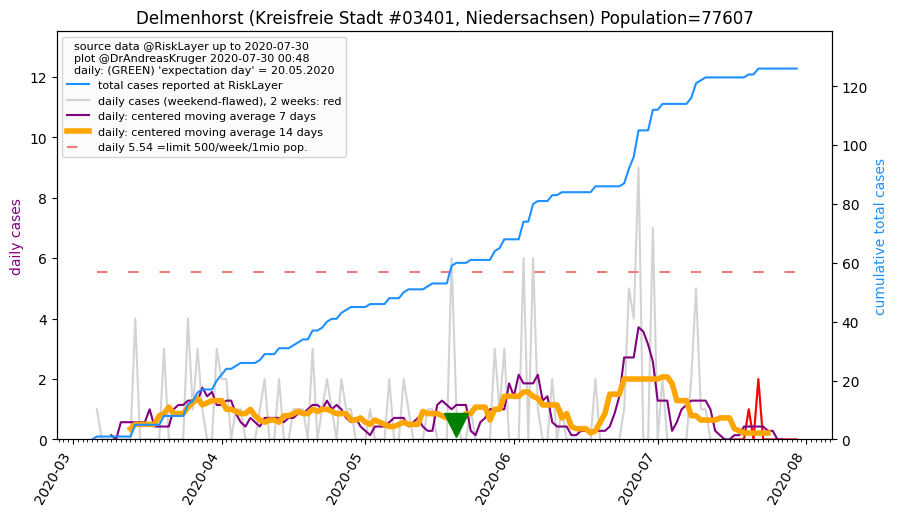 Delmenhorst (Kreisfreie Stadt #03401, Niedersachsen) Population=77607
source data @RiskLayer up to 2020-07-30
plot @DrAndreasKruger 2020-07-30 00:48
daily: (GREEN) 'expectation day' = 20.05.2020
total cases reported at RiskLayer
daily cases (weekend-flawed), 2 weeks: red
daily: centered moving average 7 days
daily: centered moving average 14 days
daily 5.54 =limit 500/week/1mio pop.
daily cases
12
10
8
6
4
2
0
120
100
80
60
40
20
0
cumulative total cases
2020-03
2020-04
2020-05
2020-06
2020-07
2020-08